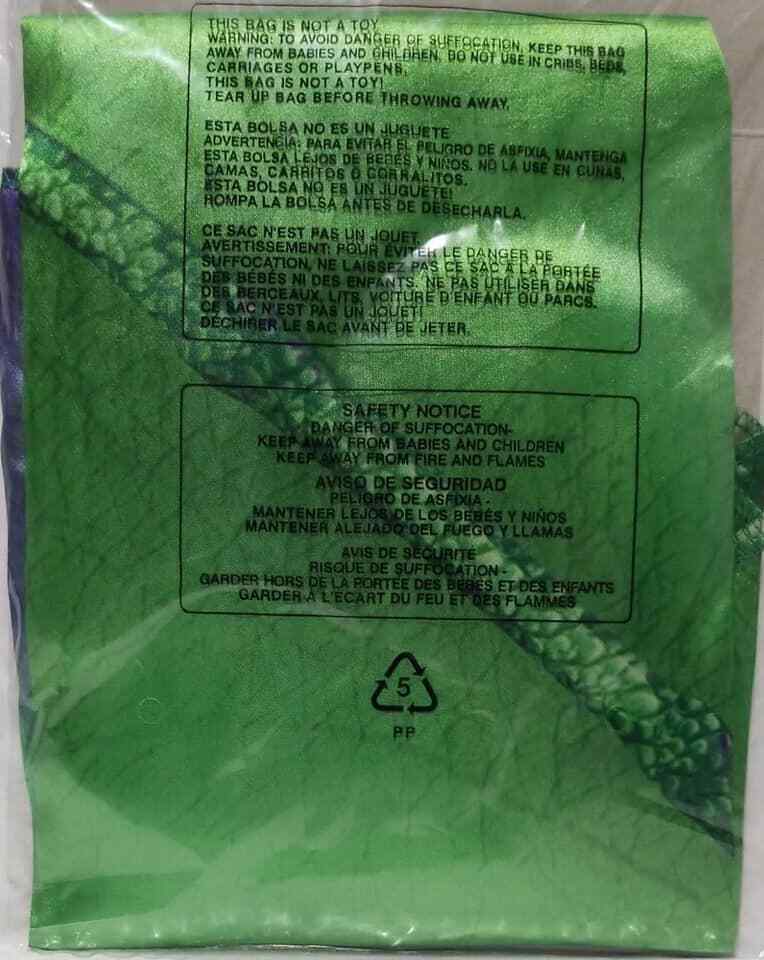 THIS BAG IS NOT A TOY
WARNING: TO AVOID DANGER OF SUFFOCATION, KEEP THIS BAG
AWAY FROM BABIES AND CHILDREN. DO NOT USE IN CRIBS, BEDS,
CARRIAGES OR PLAYPENS.
THIS BAG IS NOT A TOY!
TEAR UP BAG BEFORE THROWING AWAY.
ESTA BOLSA NO ES UN JUGUETE
ADVERTENCIA: PARA EVITAR EL PELIGRO DE ASFIXIA, MANTENGA
ESTA BOLSA LEJOS DE BEBÉS Y NIÑOS. NO LA USE EN CUNAS,
CAMAS, CARRITOS O CORRALITOS.
ESTA BOLSA NO ES UN JUGUETE!
ROMPA LA BOLSA ANTES DE DESECHARLA.
CE SAC N'EST PAS UN JOUET.
AVERTISSEMENT: POUR ÉVITER LE DANGER DE
SUFFOCATION, NE LAISSEZ PAS CE SAC À LA PORTÉE
DES BÉBÉS NI DES ENFANTS. NE PAS UTILISER DANS
DES BERCEAUX, LITS, VOITURE D'ENFANT OU PARCS.
CE SAC N'EST PAS UN JOUET!
DÉCHIRER LE SAC AVANT DE JETER.
SAFETY NOTICE
DANGER OF SUFFOCATION-
KEEP AWAY FROM BABIES AND CHILDREN
KEEP AWAY FROM FIRE AND FLAMES
AVISO DE SEGURIDAD
PELIGRO DE ASFIXIA -
MANTENER LEJOS DE LOS BEBÉS Y NIÑOS
MANTENER ALEJADO DEL FUEGO Y LLAMAS
AVIS DE SÉCURITÉ
RISQUE DE SUFFOCATION -
GARDER HORS DE LA PORTEE DES BÉBÉS ET DES ENFANTS
GARDER À L'ECART DU FEU ET DES FLAMMES
5
PP